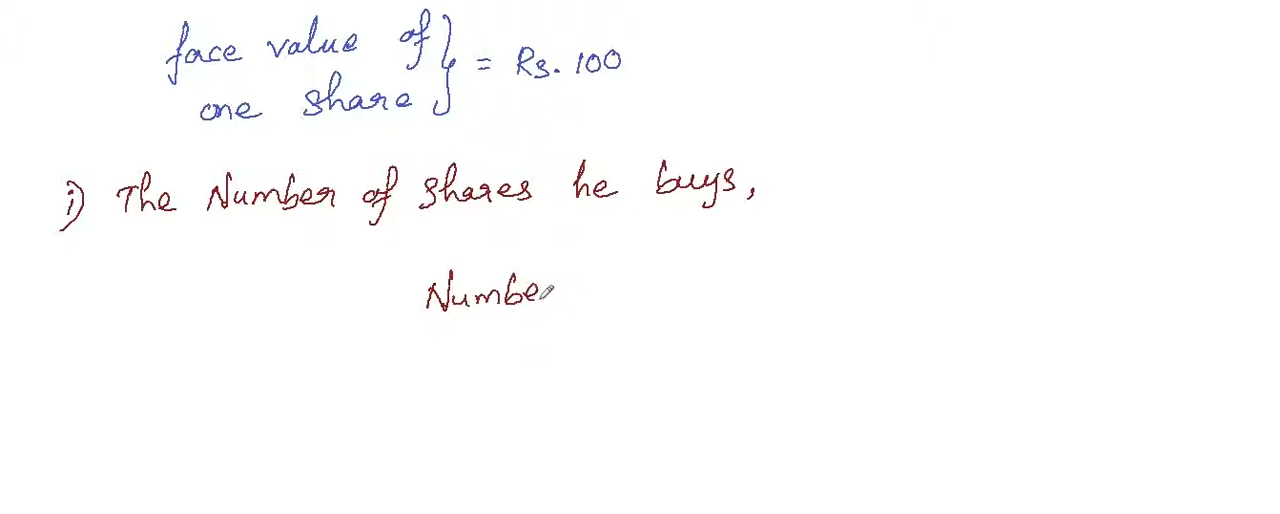 face value of } = Rs. 100
one share
i) The Number of shares he buys,
Numbe